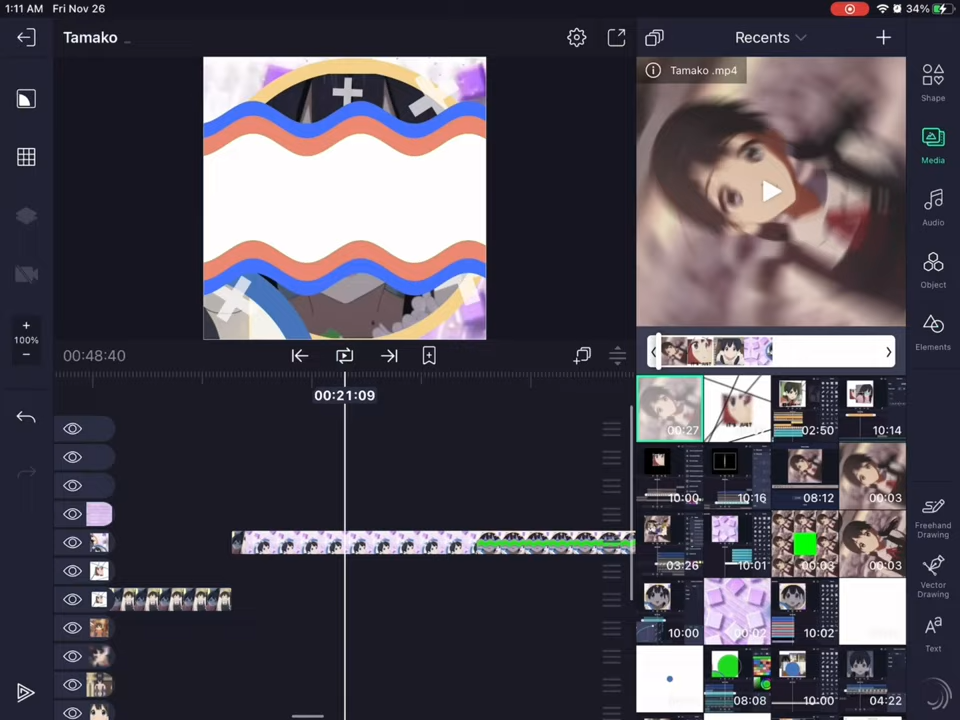 1:11 AM Fri Nov 26
34%
Tamako _
Recents
Tamako .mp4
Shape
Media
Audio
Object
Elements
Freehand
Drawing
Vector
Drawing
Text
+
100%
−
00:48:40
00:21:09
00:27
02:50
10:14
10:00
10:16
08:12
00:03
03:26
10:01
00:03
00:03
10:00
00:02
10:02
08:08
10:00
04:22